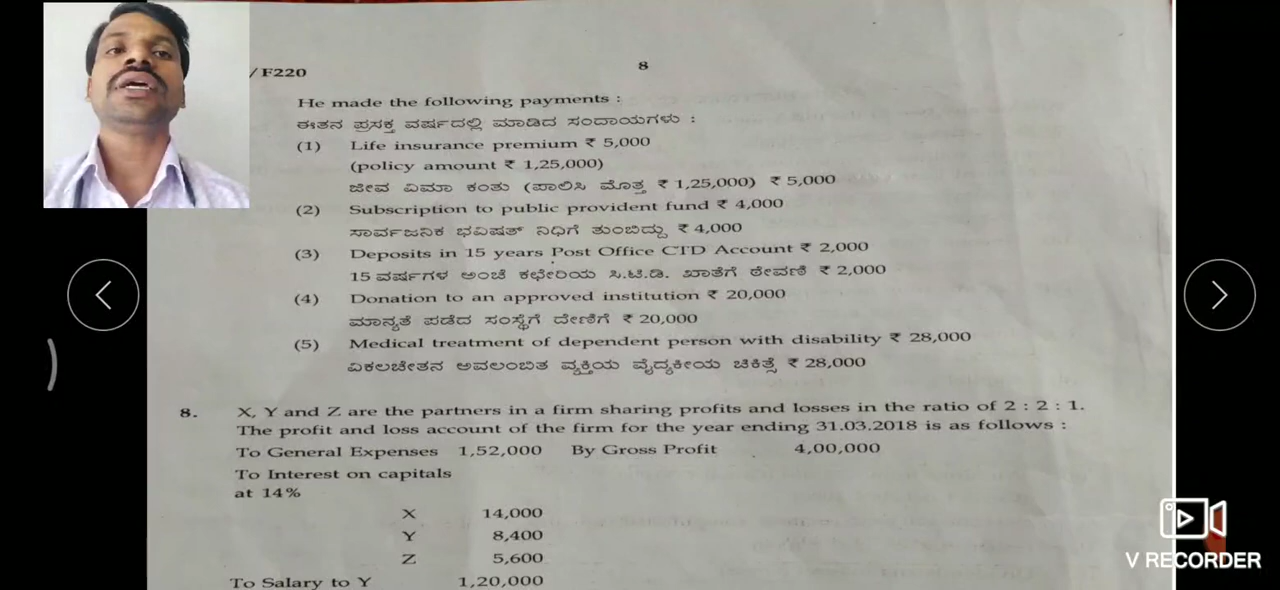 /F220
8
He made the following payments :
ಈತನ ಪ್ರಸಕ್ತ ವರ್ಷದಲ್ಲಿ ಮಾಡಿದ ಸಂದಾಯಗಳು :
(1) Life insurance premium ₹ 5,000
(policy amount ₹ 1,25,000)
ಜೀವ ವಿಮಾ ಕಂತು (ಪಾಲಿಸಿ ಮೊತ್ತ ₹ 1,25,000) ₹ 5,000
(2) Subscription to public provident fund ₹ 4,000
ಸಾರ್ವಜನಿಕ ಭವಿಷತ್ ನಿಧಿಗೆ ತುಂಬಿದ್ದು ₹ 4,000
(3) Deposits in 15 years Post Office CTD Account ₹ 2,000
15 ವರ್ಷಗಳ ಅಂಚೆ ಕಛೇರಿಯ ಸಿ.ಟಿ.ಡಿ. ಖಾತೆಗೆ ಠೇವಣಿ ₹ 2,000
(4) Donation to an approved institution ₹ 20,000
ಮಾನ್ಯತೆ ಪಡೆದ ಸಂಸ್ಥೆಗೆ ದೇಣಿಗೆ ₹ 20,000
(5) Medical treatment of dependent person with disability ₹ 28,000
ವಿಕಲಚೇತನ ಅವಲಂಬಿತ ವ್ಯಕ್ತಿಯ ವೈದ್ಯಕೀಯ ಚಿಕಿತ್ಸೆ ₹ 28,000
8. X, Y and Z are the partners in a firm sharing profits and losses in the ratio of 2 : 2 : 1.
The profit and loss account of the firm for the year ending 31.03.2018 is as follows :
To General Expenses 1,52,000 By Gross Profit 4,00,000
To Interest on capitals
at 14%
X 14,000
Y 8,400
Z 5,600
To Salary to Y 1,20,000
V RECORDER